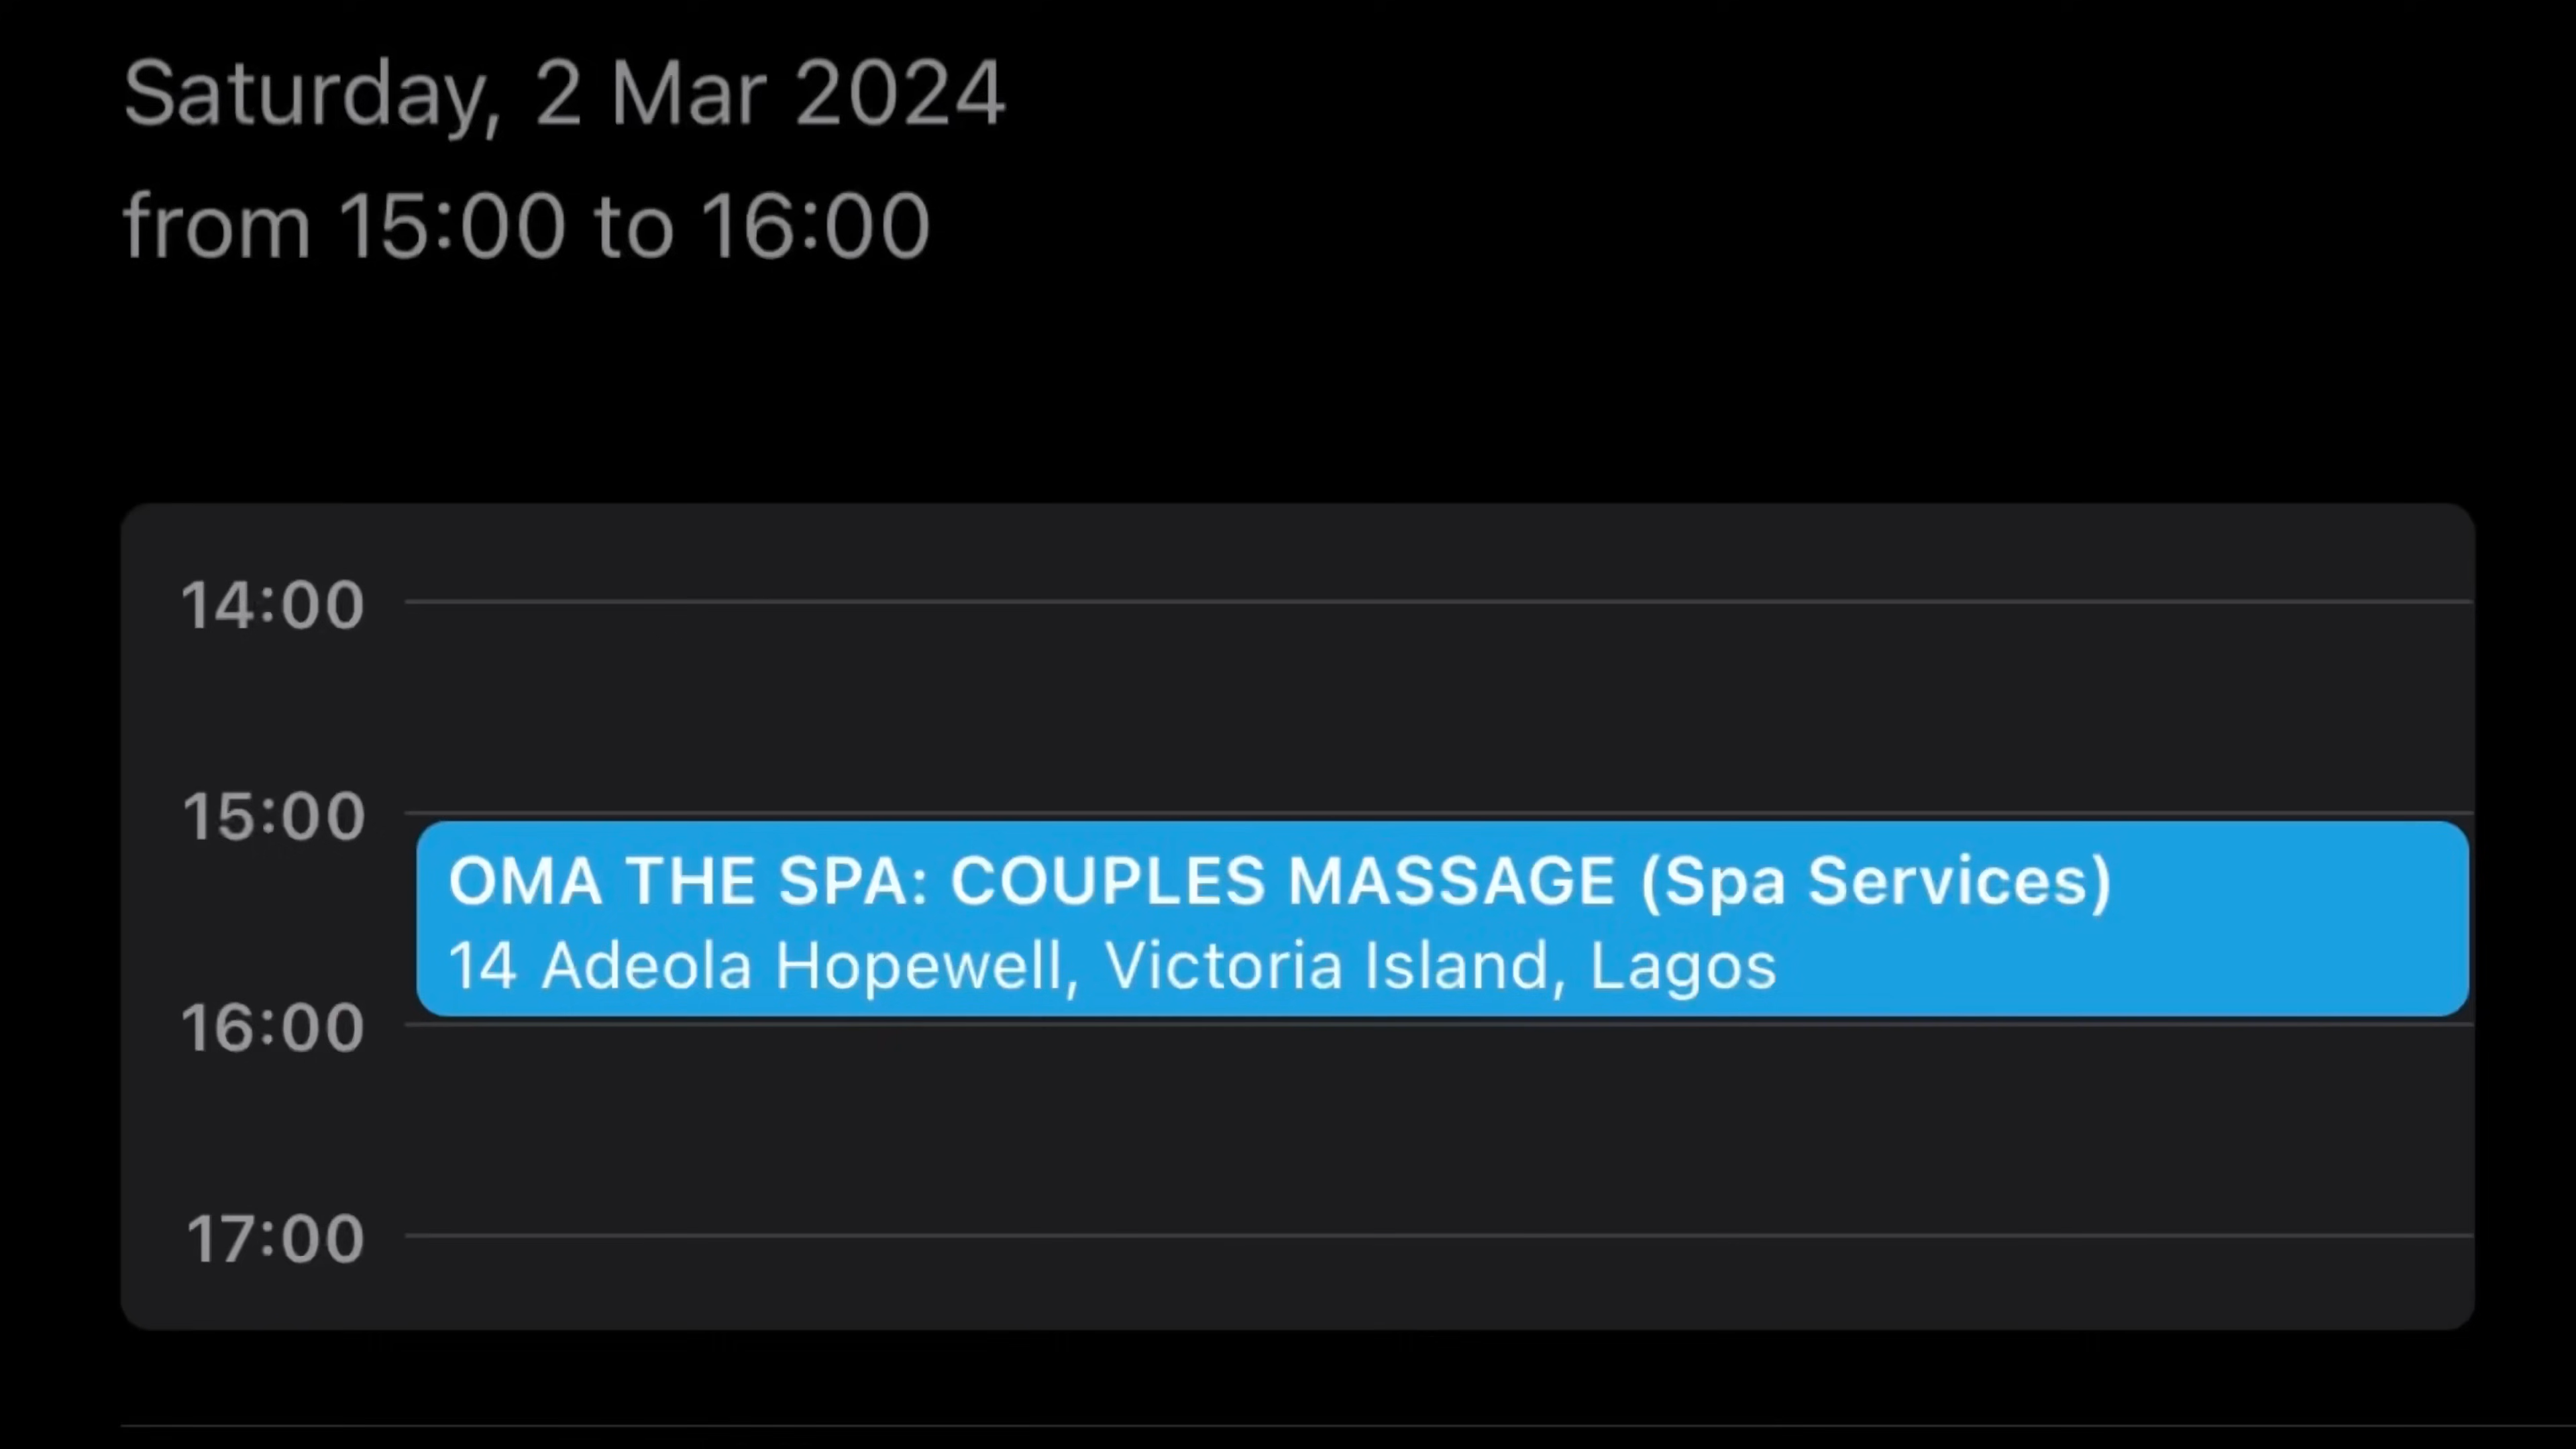 Saturday, 2 Mar 2024
from 15:00 to 16:00
14:00
15:00
OMA THE SPA: COUPLES MASSAGE (Spa Services)
14 Adeola Hopewell, Victoria Island, Lagos
16:00
17:00